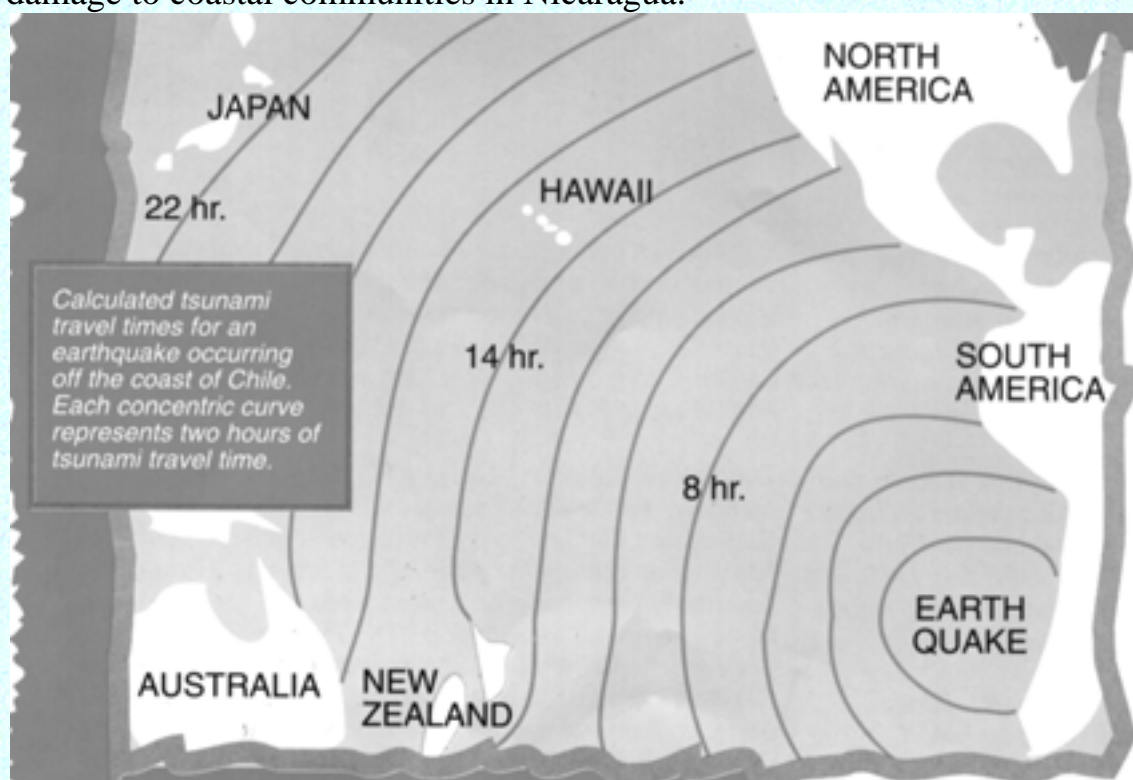 damage to coastal communities in Nicaragua.
NORTH
AMERICA
JAPAN
HAWAII
22 hr.
Calculated tsunami
travel times for an
earthquake occurring
off the coast of Chile.
Each concentric curve
represents two hours of
tsunami travel time.
14 hr.
SOUTH
AMERICA
8 hr.
EARTH
QUAKE
AUSTRALIA
NEW
ZEALAND